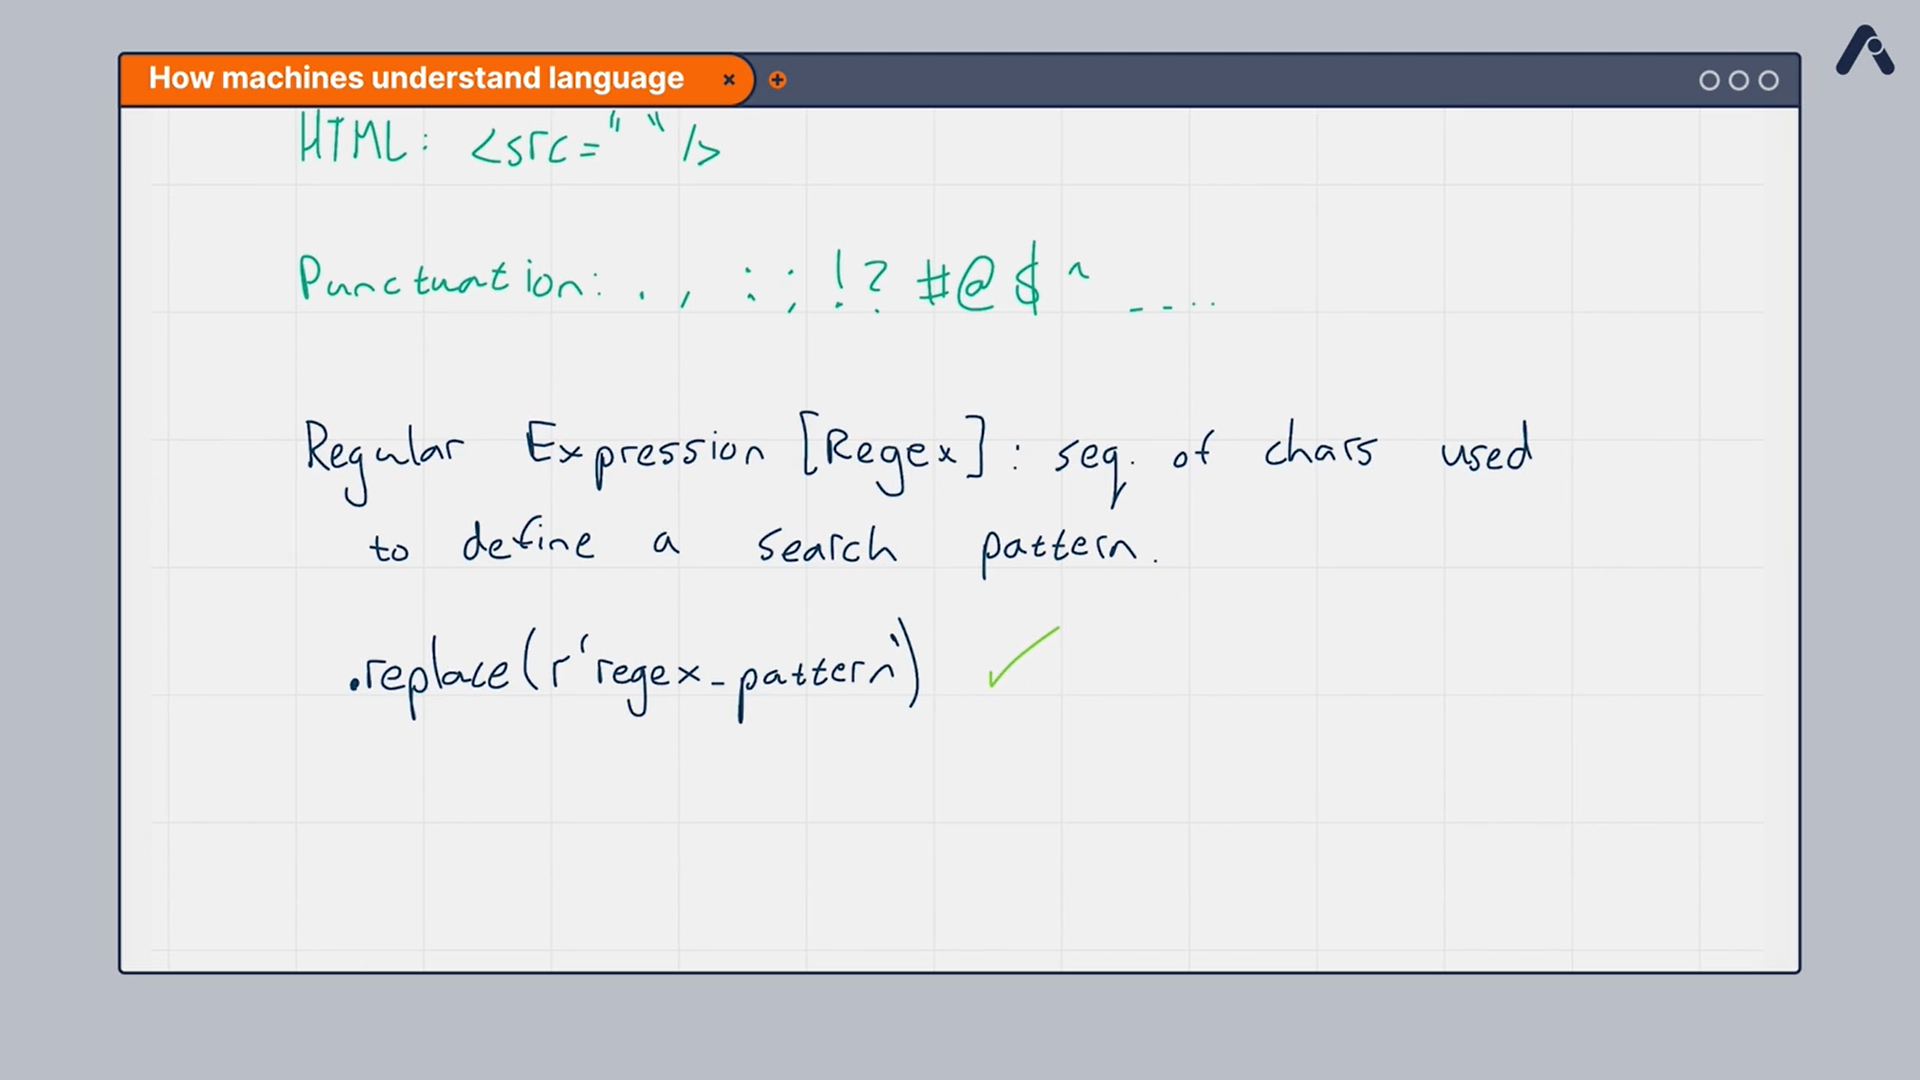 How machines understand language
HTML: <src=" "/>
Punctuation: . , : ; ! ? # @ $ ^ _ - . .
Regular Expression [Regex]: seq. of chars used
to define a search pattern.
.replace(r'regex_pattern')